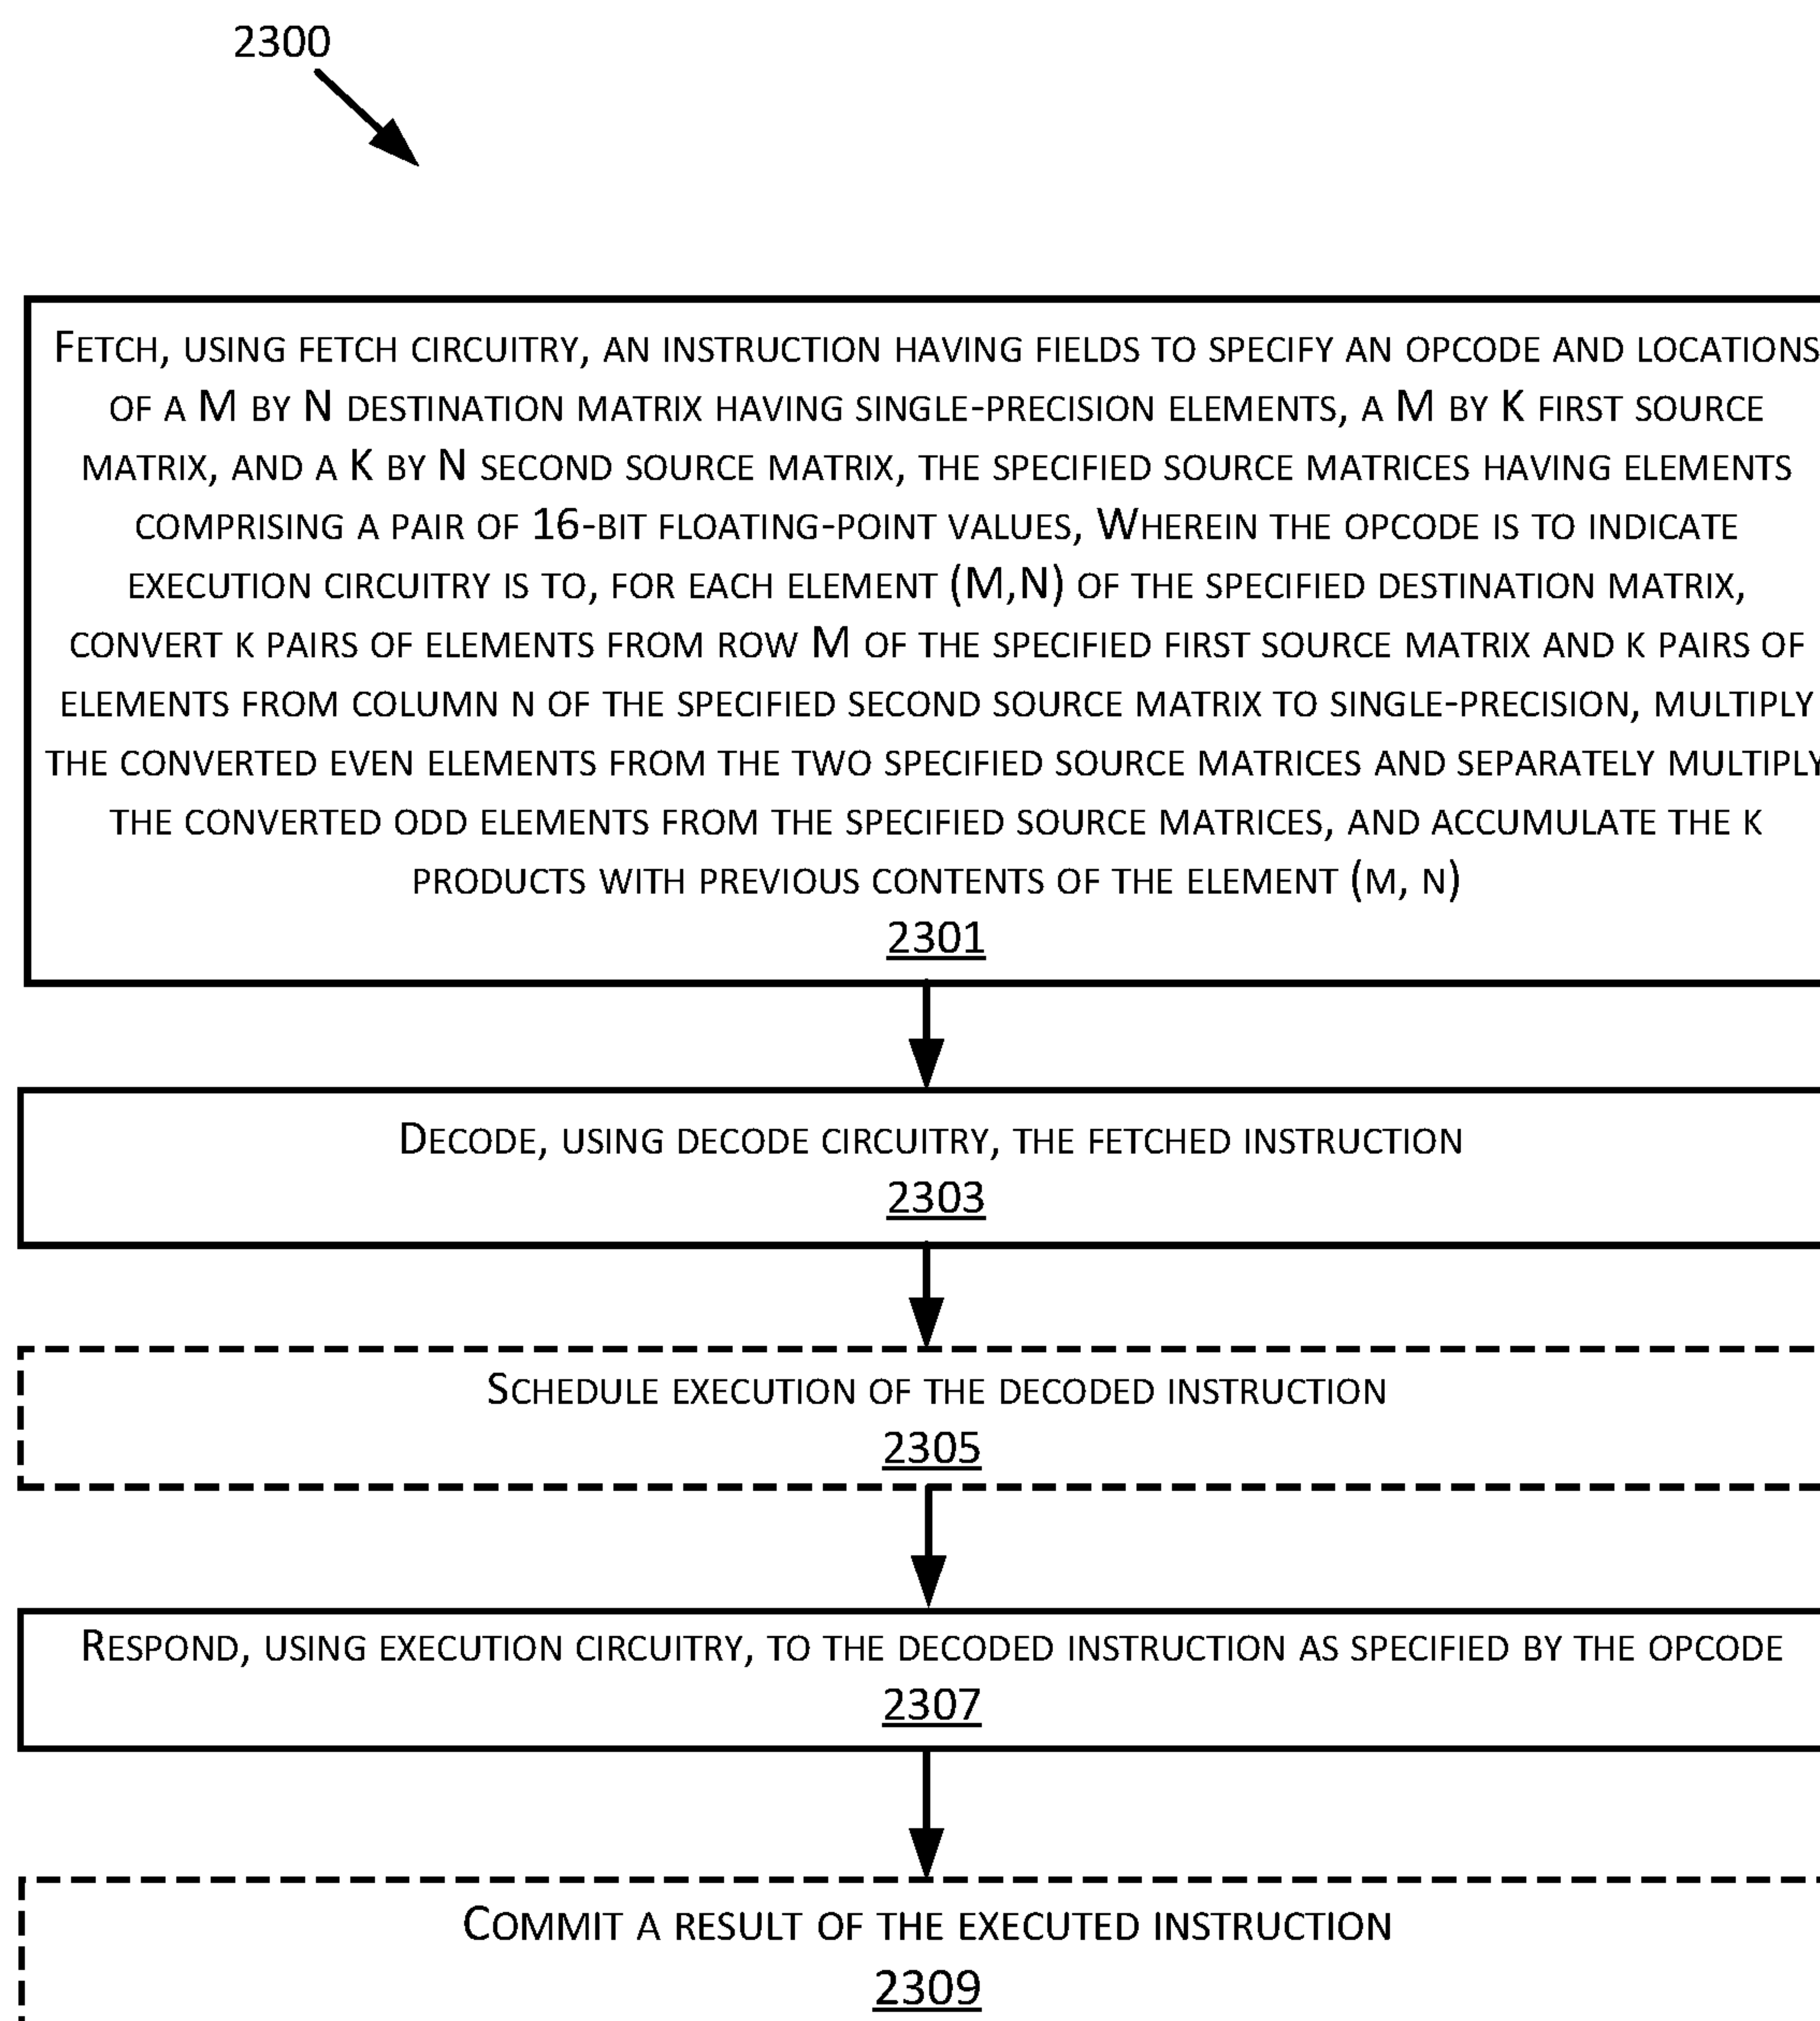 2300
FETCH, USING FETCH CIRCUITRY, AN INSTRUCTION HAVING FIELDS TO SPECIFY AN OPCODE AND LOCATIONS
OF A M BY N DESTINATION MATRIX HAVING SINGLE-PRECISION ELEMENTS, A M BY K FIRST SOURCE
MATRIX, AND A K BY N SECOND SOURCE MATRIX, THE SPECIFIED SOURCE MATRICES HAVING ELEMENTS
COMPRISING A PAIR OF 16-BIT FLOATING-POINT VALUES, WHEREIN THE OPCODE IS TO INDICATE
EXECUTION CIRCUITRY IS TO, FOR EACH ELEMENT (M,N) OF THE SPECIFIED DESTINATION MATRIX,
CONVERT K PAIRS OF ELEMENTS FROM ROW M OF THE SPECIFIED FIRST SOURCE MATRIX AND K PAIRS OF
ELEMENTS FROM COLUMN N OF THE SPECIFIED SECOND SOURCE MATRIX TO SINGLE-PRECISION, MULTIPLY
THE CONVERTED EVEN ELEMENTS FROM THE TWO SPECIFIED SOURCE MATRICES AND SEPARATELY MULTIPLY
THE CONVERTED ODD ELEMENTS FROM THE SPECIFIED SOURCE MATRICES, AND ACCUMULATE THE K
PRODUCTS WITH PREVIOUS CONTENTS OF THE ELEMENT (M, N)
2301
DECODE, USING DECODE CIRCUITRY, THE FETCHED INSTRUCTION
2303
SCHEDULE EXECUTION OF THE DECODED INSTRUCTION
2305
RESPOND, USING EXECUTION CIRCUITRY, TO THE DECODED INSTRUCTION AS SPECIFIED BY THE OPCODE
2307
COMMIT A RESULT OF THE EXECUTED INSTRUCTION
2309